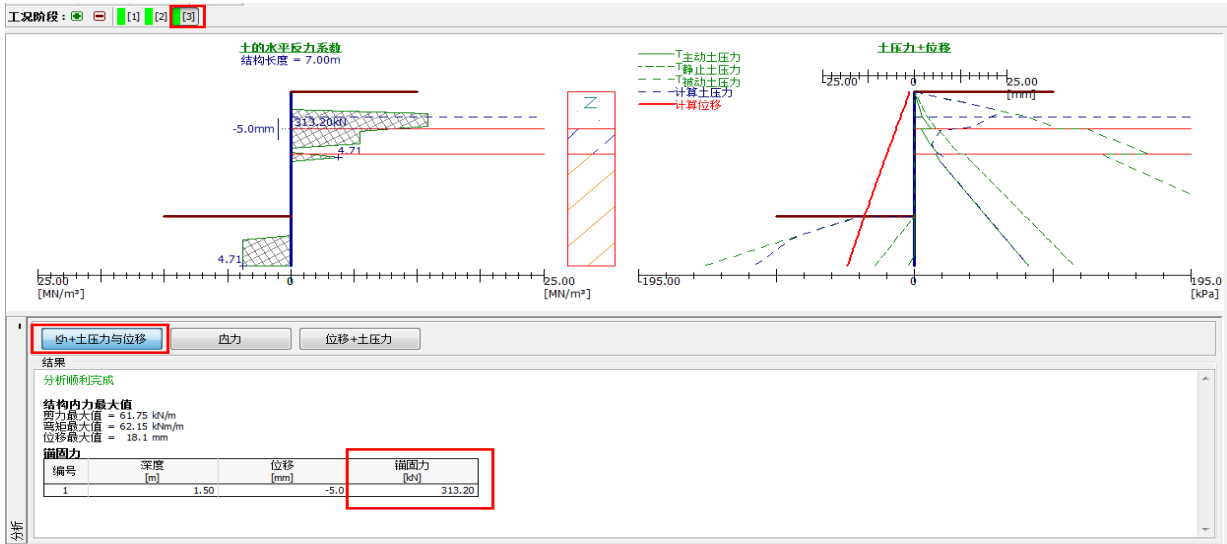 工况阶段 : [1] [2] [3]
土的水平反力系数
结构长度 = 7.00m
-5.0mm
313.20kN
4.71
4.71
25.00
0
25.00
[MN/m³]
[MN/m³]
T主动土压力
T静止土压力
T被动土压力
计算土压力
计算位移
土压力+位移
-25.00
0
25.00
[mm]
-195.00
0
195.0
[kPa]
Kh+土压力与位移
内力
位移+土压力
分析
结果
分析顺利完成
结构内力最大值
剪力最大值 = 61.75 kN/m
弯矩最大值 = 62.15 kNm/m
位移最大值 = 18.1 mm
锚固力
编号 深度 位移 锚固力
[m] [mm] [kN]
1 1.50 -5.0 313.20